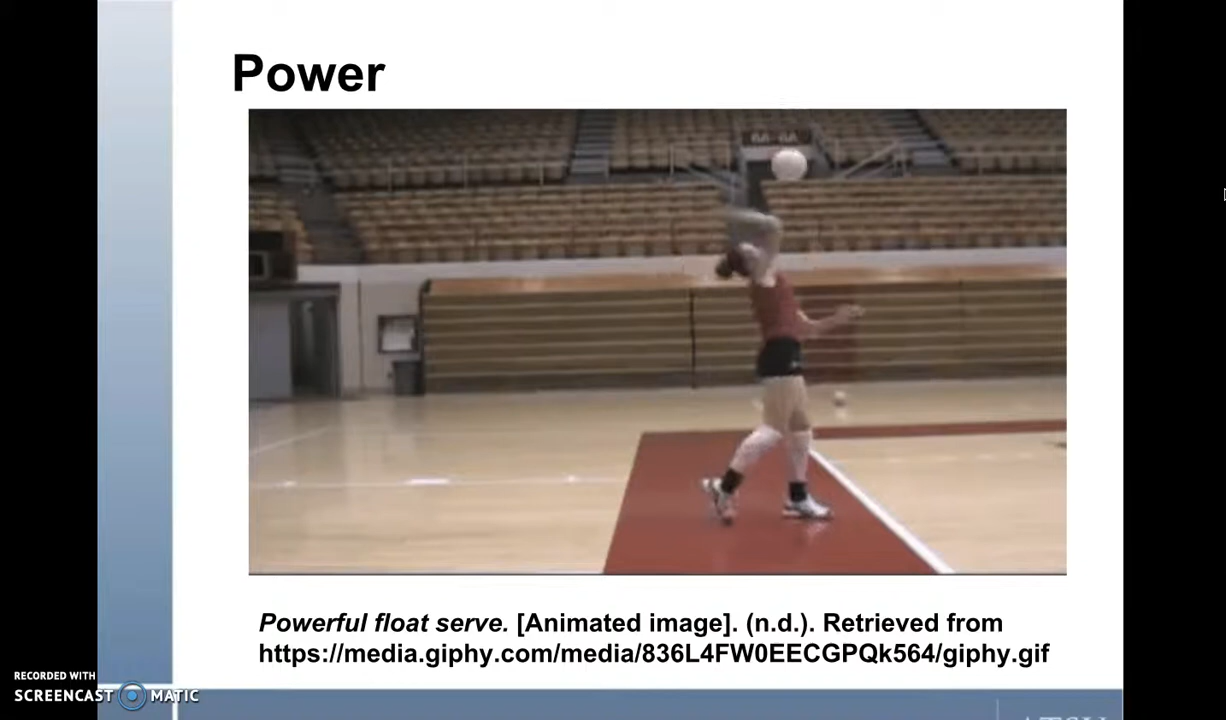 Power
Powerful float serve. [Animated image]. (n.d.). Retrieved from
https://media.giphy.com/media/836L4FW0EECGPQk564/giphy.gif
RECORDED WITH
SCREENCAST MATIC